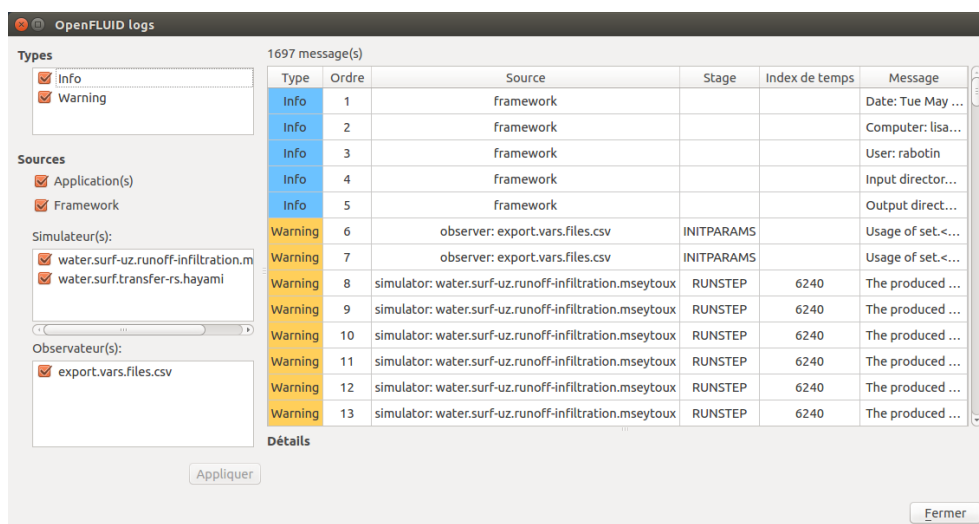 OpenFLUID logs
Types
Info
Warning
Sources
Application(s)
Framework
Simulateur(s):
water.surf-uz.runoff-infiltration.m
water.surf.transfer-rs.hayami
Observateur(s):
export.vars.files.csv
Appliquer
1697 message(s)
Type Ordre Source Stage Index de temps Message
Info 1 framework Date: Tue May ...
Info 2 framework Computer: lisa...
Info 3 framework User: rabotin
Info 4 framework Input director...
Info 5 framework Output direct...
Warning 6 observer: export.vars.files.csv INITPARAMS Usage of set.<...
Warning 7 observer: export.vars.files.csv INITPARAMS Usage of set.<...
Warning 8 simulator: water.surf-uz.runoff-infiltration.mseytoux RUNSTEP 6240 The produced ...
Warning 9 simulator: water.surf-uz.runoff-infiltration.mseytoux RUNSTEP 6240 The produced ...
Warning 10 simulator: water.surf-uz.runoff-infiltration.mseytoux RUNSTEP 6240 The produced ...
Warning 11 simulator: water.surf-uz.runoff-infiltration.mseytoux RUNSTEP 6240 The produced ...
Warning 12 simulator: water.surf-uz.runoff-infiltration.mseytoux RUNSTEP 6240 The produced ...
Warning 13 simulator: water.surf-uz.runoff-infiltration.mseytoux RUNSTEP 6240 The produced ...
Détails
Fermer